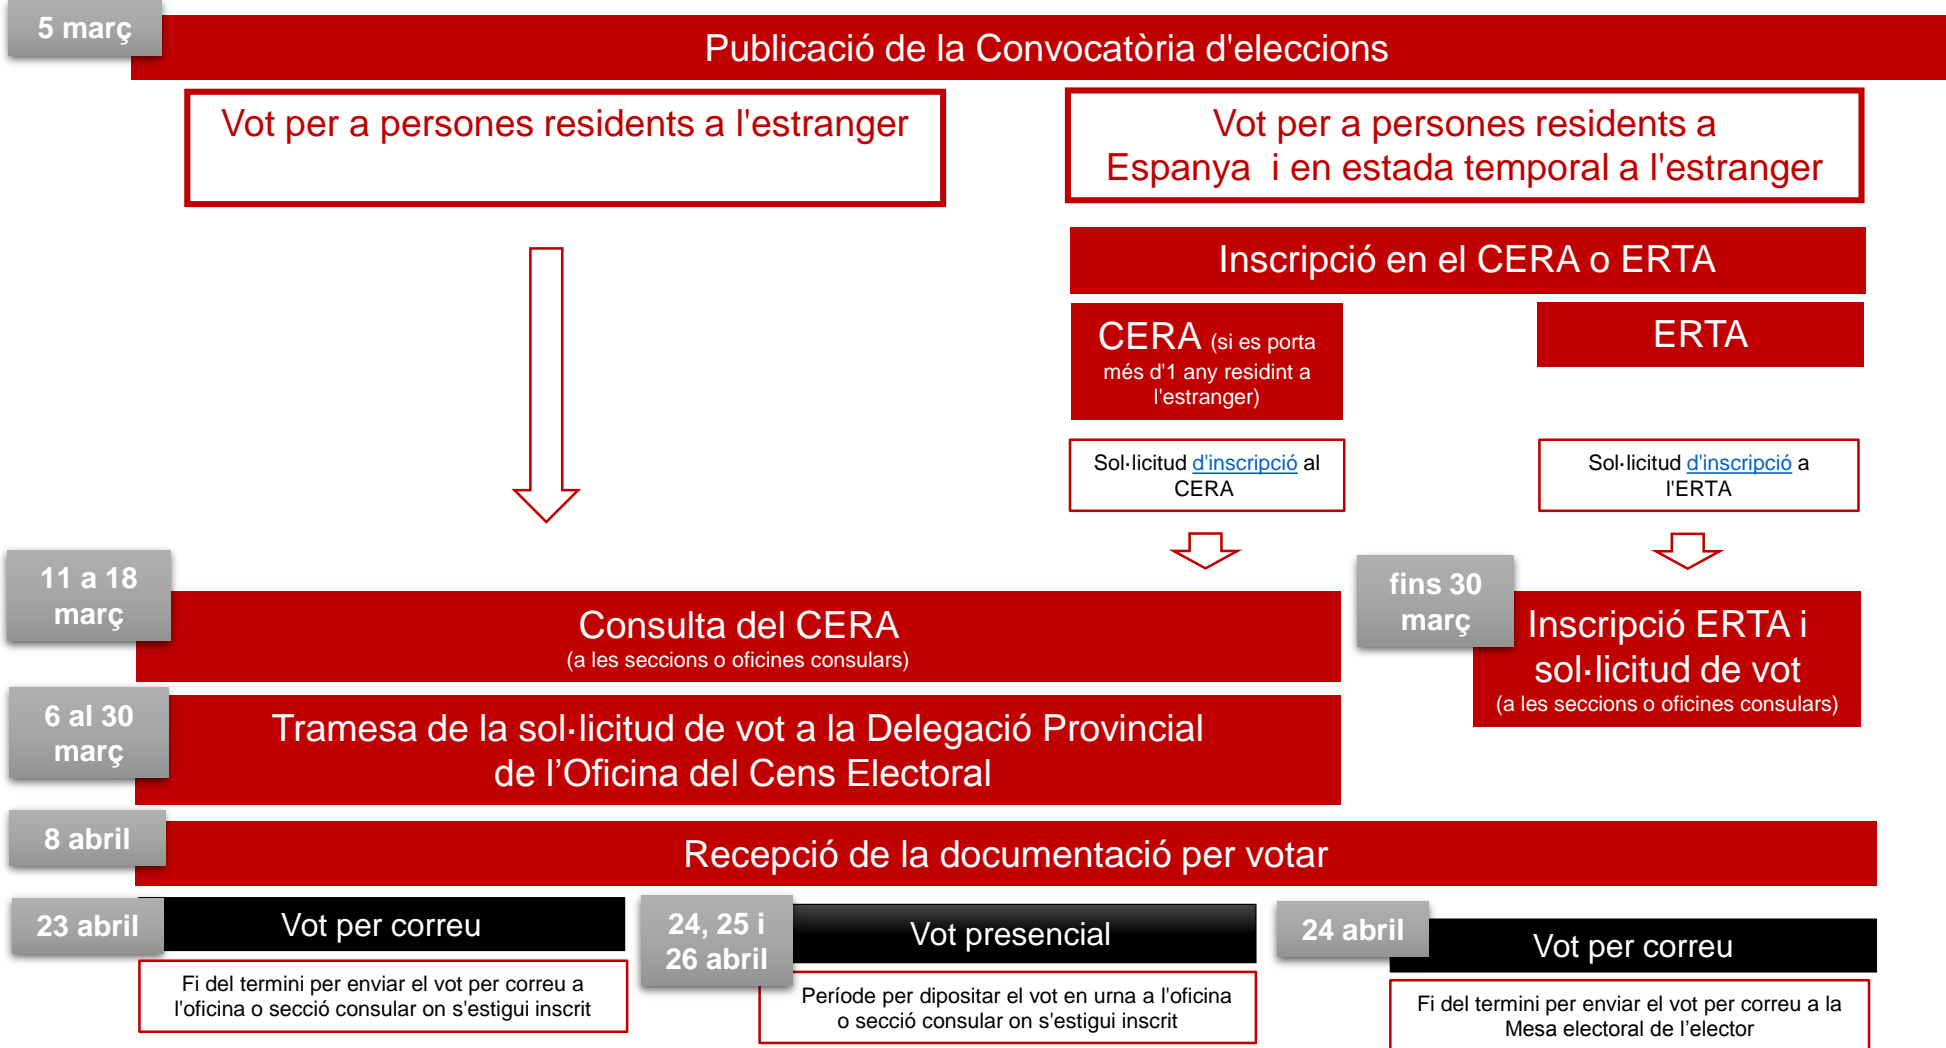 5 març
Publicació de la Convocatòria d'eleccions
Vot per a persones residents a l'estranger
Vot per a persones residents a
Espanya i en estada temporal a l'estranger
Inscripció en el CERA o ERTA
CERA (si es porta
més d'1 any residint a
l'estranger)
ERTA
Sol·licitud d'inscripció al
CERA
Sol·licitud d'inscripció a
l'ERTA
11 a 18
març
Consulta del CERA
(a les seccions o oficines consulars)
fins 30
març
Inscripció ERTA i
sol·licitud de vot
(a les seccions o oficines consulars)
6 al 30
març
Tramesa de la sol·licitud de vot a la Delegació Provincial
de l’Oficina del Cens Electoral
8 abril
Recepció de la documentació per votar
23 abril
Vot per correu
Fi del termini per enviar el vot per correu a
l'oficina o secció consular on s'estigui inscrit
24, 25 i
26 abril
Vot presencial
Període per dipositar el vot en urna a l'oficina
o secció consular on s'estigui inscrit
24 abril
Vot per correu
Fi del termini per enviar el vot per correu a la
Mesa electoral de l’elector